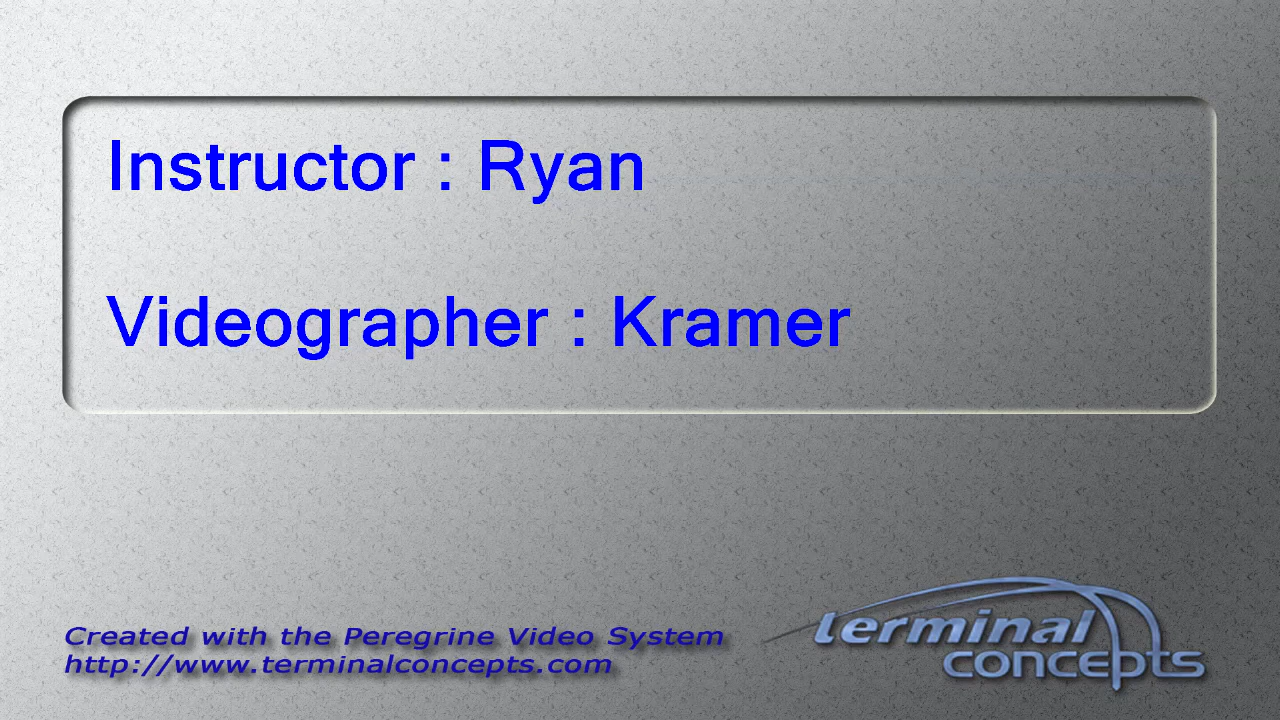 Instructor : Ryan
Videographer : Kramer
Created with the Peregrine Video System
http://www.terminalconcepts.com
terminal
concepts